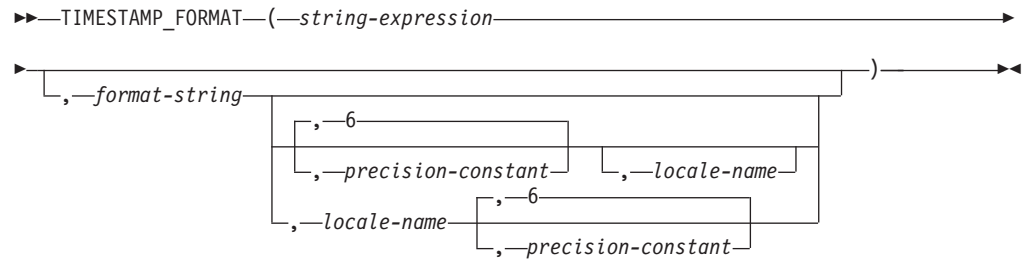 TIMESTAMP_FORMAT ( string-expression
, format-string )
, 6
, precision-constant , locale-name
, 6
, locale-name
, precision-constant